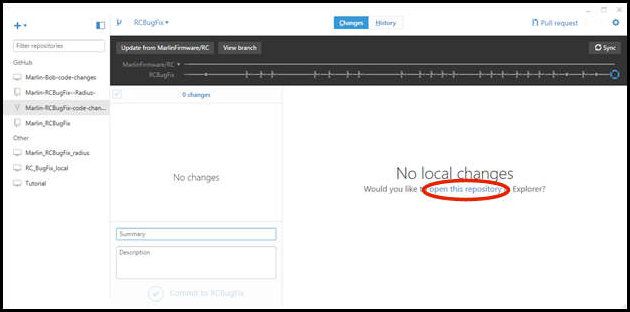 RCBugFix
Changes
History
Pull request
Filter repositories
GitHub
Marlin-Bob-code-changes
Marlin-RCBugFix--Radius-
Marlin-RCBugFix-code-chan...
Marlin_RCBugFix
Other
Marlin_RCBugFix_radius
RC_BugFix_local
Tutorial
Update from MarlinFirmware/RC
View branch
Sync
MarlinFirmware/RC
RCBugFix
0 changes
No changes
Summary
Description
Commit to RCBugFix
No local changes
Would you like t open this repository Explorer?